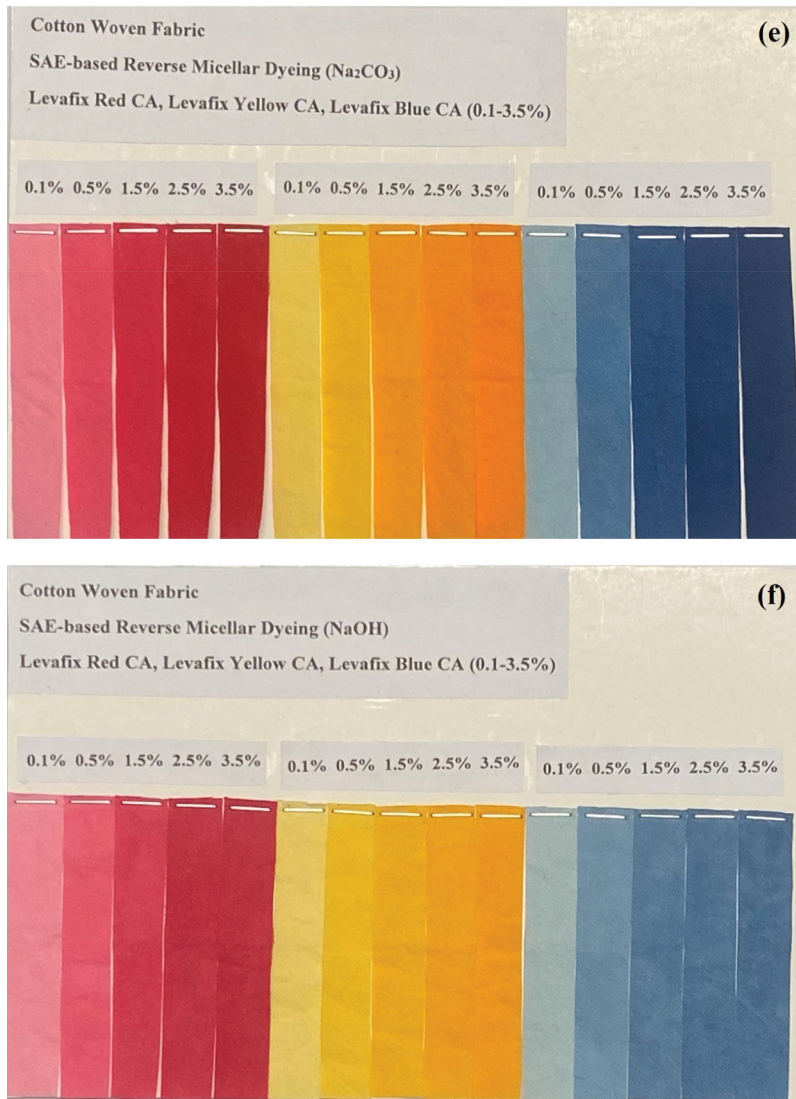 (e)
Cotton Woven Fabric
SAE-based Reverse Micellar Dyeing (Na₂CO₃)
Levafix Red CA, Levafix Yellow CA, Levafix Blue CA (0.1-3.5%)
0.1% 0.5% 1.5% 2.5% 3.5% 0.1% 0.5% 1.5% 2.5% 3.5% 0.1% 0.5% 1.5% 2.5% 3.5%
(f)
Cotton Woven Fabric
SAE-based Reverse Micellar Dyeing (NaOH)
Levafix Red CA, Levafix Yellow CA, Levafix Blue CA (0.1-3.5%)
0.1% 0.5% 1.5% 2.5% 3.5% 0.1% 0.5% 1.5% 2.5% 3.5% 0.1% 0.5% 1.5% 2.5% 3.5%